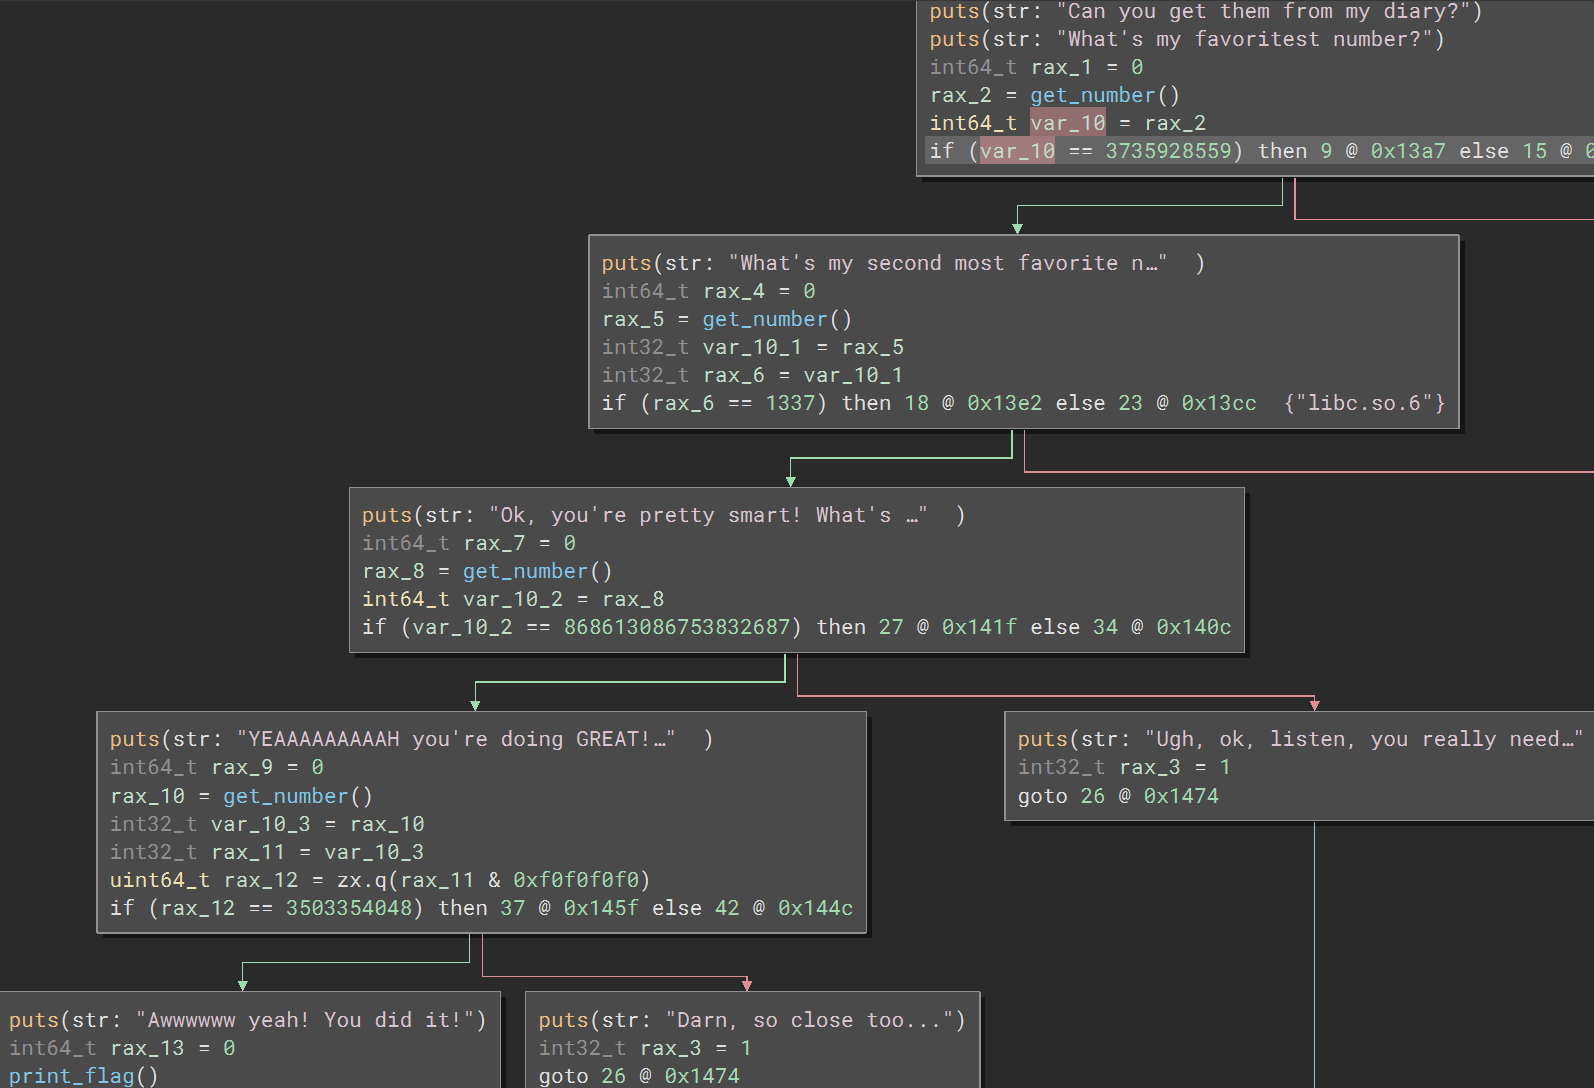 puts(str: "Can you get them from my diary?")
puts(str: "What's my favoritest number?")
int64_t rax_1 = 0
rax_2 = get_number()
int64_t var_10 = rax_2
if (var_10 == 3735928559) then 9 @ 0x13a7 else 15 @ 0
puts(str: "What's my second most favorite n…"  )
int64_t rax_4 = 0
rax_5 = get_number()
int32_t var_10_1 = rax_5
int32_t rax_6 = var_10_1
if (rax_6 == 1337) then 18 @ 0x13e2 else 23 @ 0x13cc  {"libc.so.6"}
puts(str: "Ok, you're pretty smart! What's …"  )
int64_t rax_7 = 0
rax_8 = get_number()
int64_t var_10_2 = rax_8
if (var_10_2 == 868613086753832687) then 27 @ 0x141f else 34 @ 0x140c
puts(str: "YEAAAAAAAAAH you're doing GREAT!…"  )
int64_t rax_9 = 0
rax_10 = get_number()
int32_t var_10_3 = rax_10
int32_t rax_11 = var_10_3
uint64_t rax_12 = zx.q(rax_11 & 0xf0f0f0f0)
if (rax_12 == 3503354048) then 37 @ 0x145f else 42 @ 0x144c
puts(str: "Ugh, ok, listen, you really need…"
int32_t rax_3 = 1
goto 26 @ 0x1474
puts(str: "Awwwwww yeah! You did it!")
int64_t rax_13 = 0
print_flag()
puts(str: "Darn, so close too...")
int32_t rax_3 = 1
goto 26 @ 0x1474